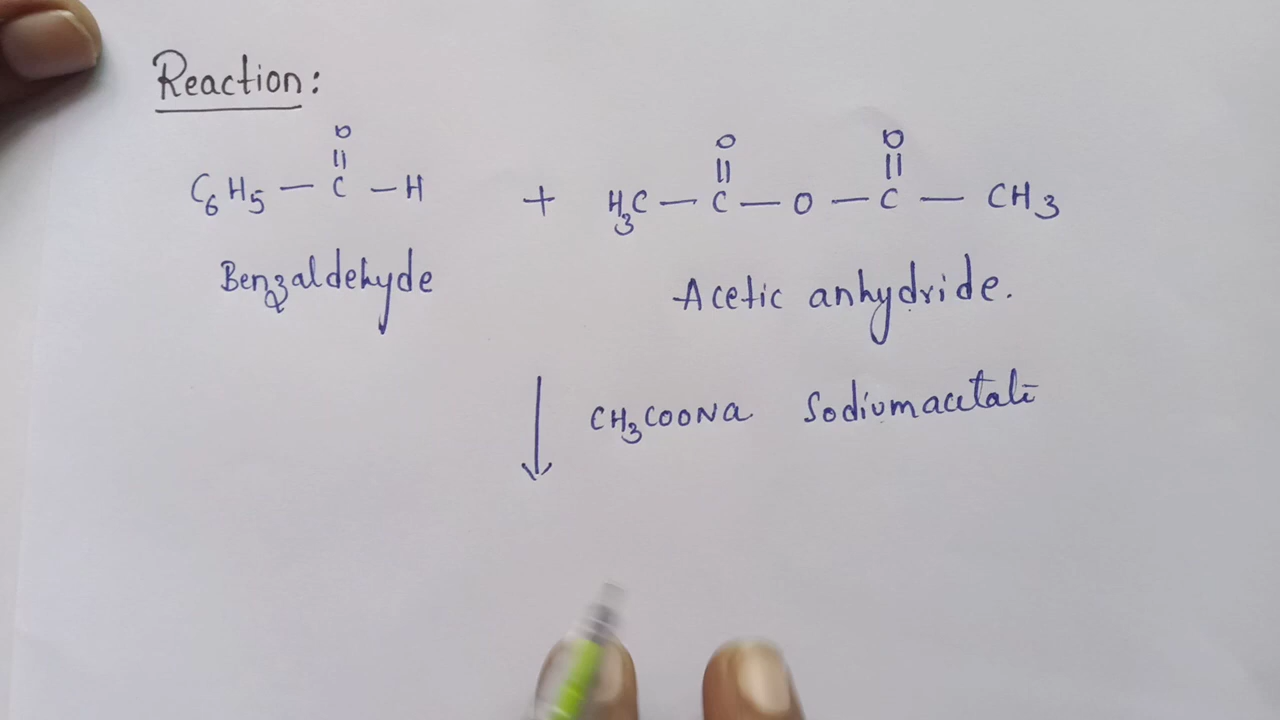 Reaction:
O
||
C6H5 — C — H
+
O O
|| ||
H3C — C — O — C — CH3
Benzaldehyde
Acetic anhydride.
↓ CH3COONa Sodiumacetate